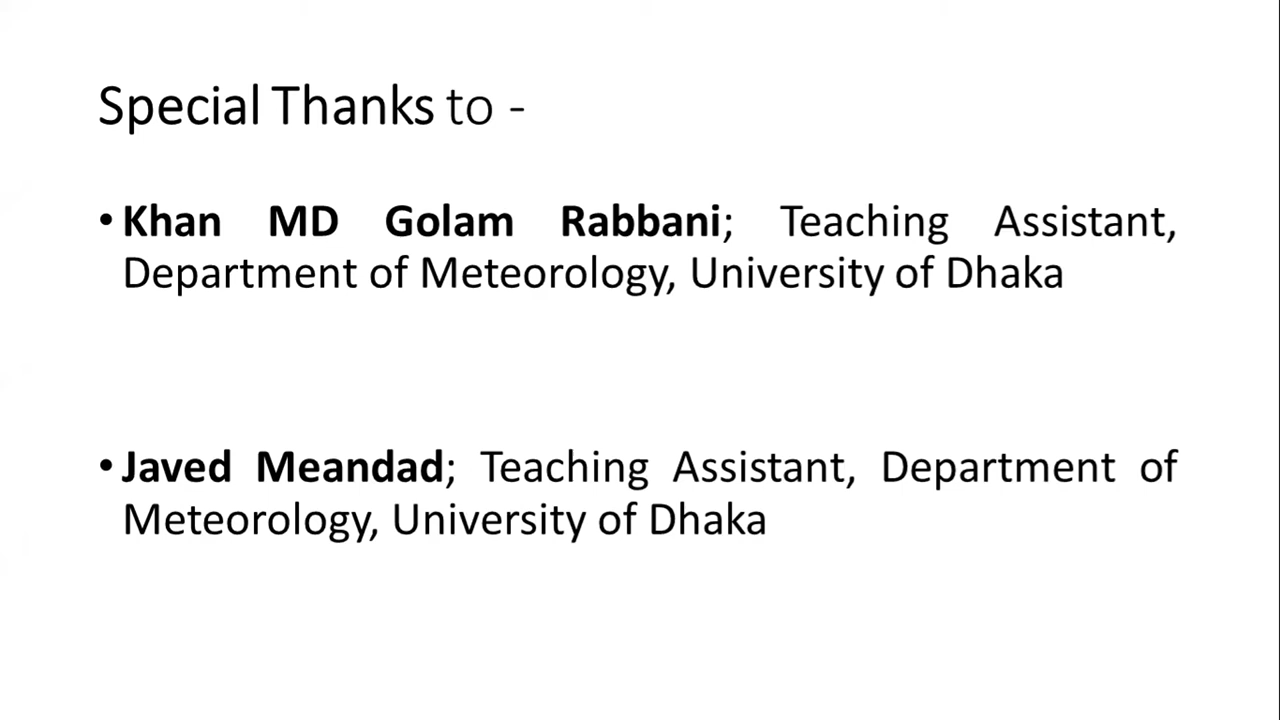 Special Thanks to -
• Khan MD Golam Rabbani; Teaching Assistant,
Department of Meteorology, University of Dhaka
• Javed Meandad; Teaching Assistant, Department of
Meteorology, University of Dhaka